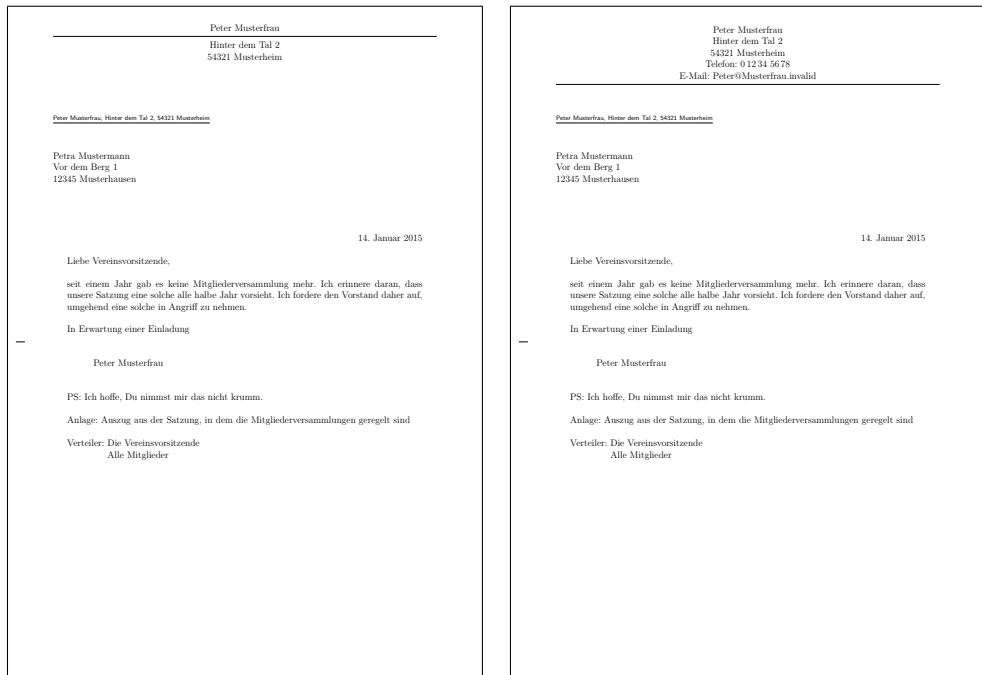 Peter Musterfrau
Hinter dem Tal 2
54321 Musterheim
Peter Musterfrau, Hinter dem Tal 2, 54321 Musterheim
Petra Mustermann
Vor dem Berg 1
12345 Musterhausen
14. Januar 2015
Liebe Vereinsvorsitzende,
seit einem Jahr gab es keine Mitgliederversammlung mehr. Ich erinnere daran, dass
unsere Satzung eine solche alle halbe Jahr vorsieht. Ich fordere den Vorstand daher auf,
umgehend eine solche in Angriff zu nehmen.
In Erwartung einer Einladung
Peter Musterfrau
PS: Ich hoffe, Du nimmst mir das nicht krumm.
Anlage: Auszug aus der Satzung, in dem die Mitgliederversammlungen geregelt sind
Verteiler: Die Vereinsvorsitzende
Alle Mitglieder
Peter Musterfrau
Hinter dem Tal 2
54321 Musterheim
Telefon: 0 12 34 56 78
E-Mail: Peter@Musterfrau.invalid
Peter Musterfrau, Hinter dem Tal 2, 54321 Musterheim
Petra Mustermann
Vor dem Berg 1
12345 Musterhausen
14. Januar 2015
Liebe Vereinsvorsitzende,
seit einem Jahr gab es keine Mitgliederversammlung mehr. Ich erinnere daran, dass
unsere Satzung eine solche alle halbe Jahr vorsieht. Ich fordere den Vorstand daher auf,
umgehend eine solche in Angriff zu nehmen.
In Erwartung einer Einladung
Peter Musterfrau
PS: Ich hoffe, Du nimmst mir das nicht krumm.
Anlage: Auszug aus der Satzung, in dem die Mitgliederversammlungen geregelt sind
Verteiler: Die Vereinsvorsitzende
Alle Mitglieder